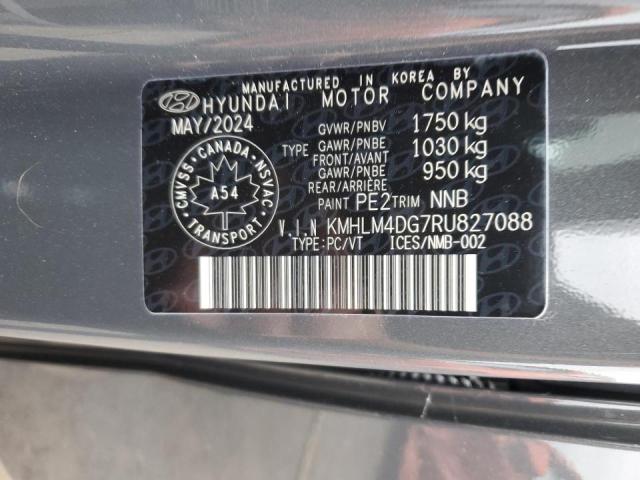 MANUFACTURED IN KOREA BY
HYUNDAI MOTOR COMPANY
MAY/2024
GVWR/PNBV 1750 kg
TYPE GAWR/PNBE 1030 kg
FRONT/AVANT
GAWR/PNBE 950 kg
REAR/ARRIÈRE
PAINT PE2 TRIM NNB
V.I.N KMHLM4DG7RU827088
TYPE:PC/VT ICES/NMB-002
CMVSS • CANADA • NSVAC
A54
TRANSPORT